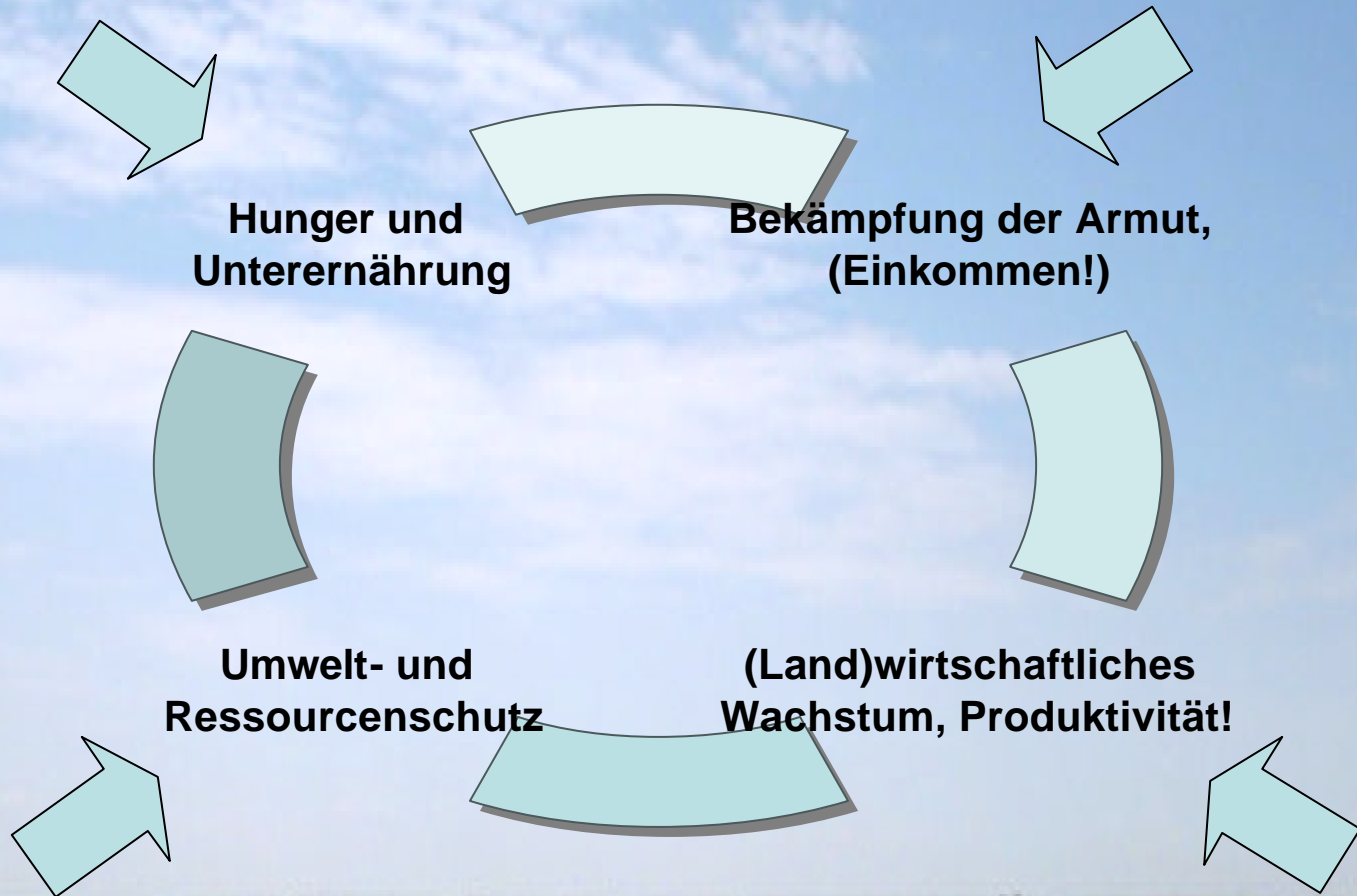 Hunger und
Unterernährung
Bekämpfung der Armut,
(Einkommen!)
Umwelt- und
Ressourcenschutz
(Land)wirtschaftliches
Wachstum, Produktivität!